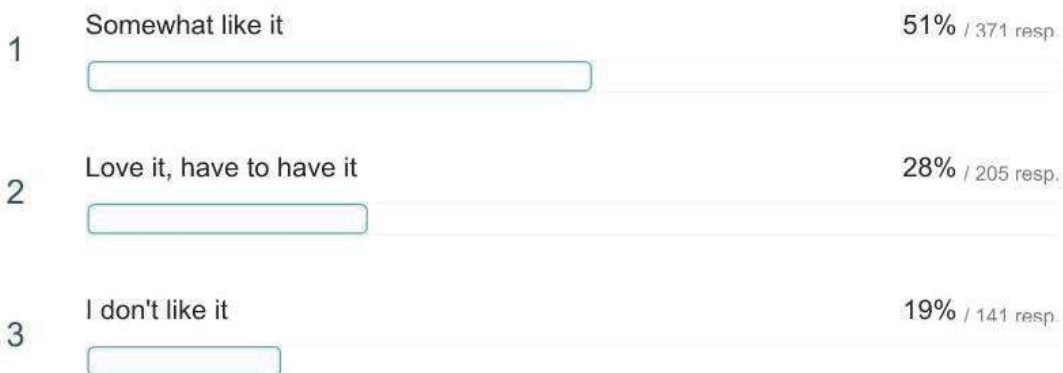 1 Somewhat like it 51% / 371 resp.
2 Love it, have to have it 28% / 205 resp.
3 I don't like it 19% / 141 resp.